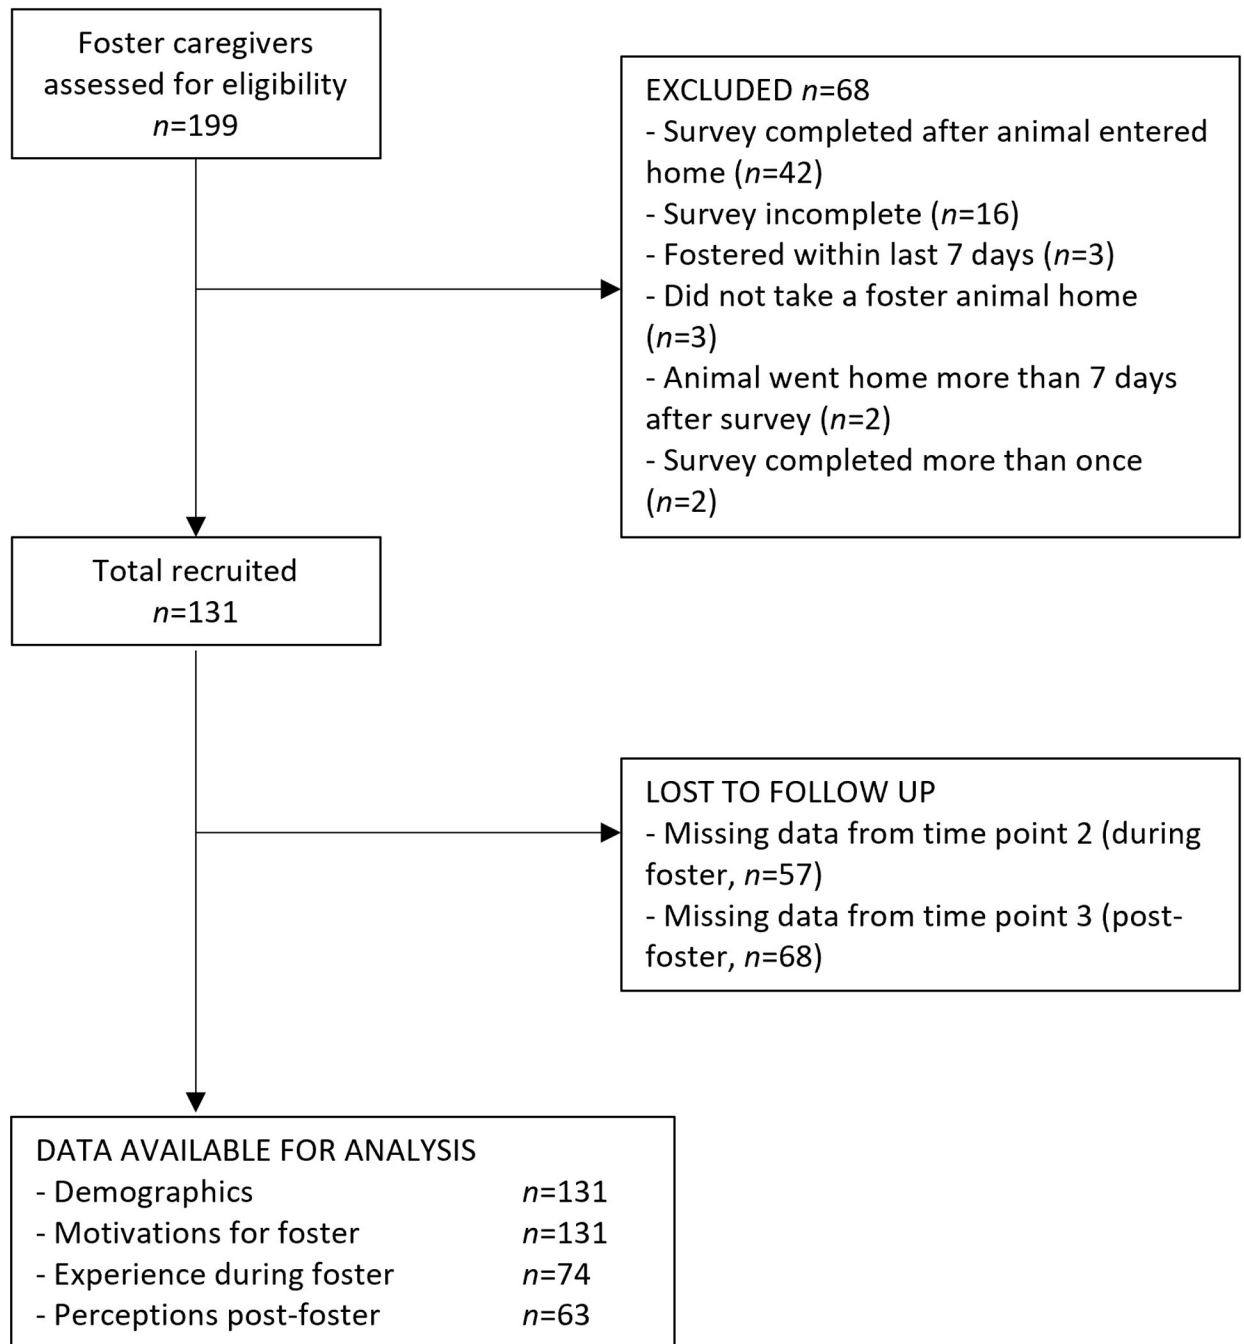 Foster caregivers
assessed for eligibility
n=199
EXCLUDED n=68
- Survey completed after animal entered
home (n=42)
- Survey incomplete (n=16)
- Fostered within last 7 days (n=3)
- Did not take a foster animal home
(n=3)
- Animal went home more than 7 days
after survey (n=2)
- Survey completed more than once
(n=2)
Total recruited
n=131
LOST TO FOLLOW UP
- Missing data from time point 2 (during
foster, n=57)
- Missing data from time point 3 (post-
foster, n=68)
DATA AVAILABLE FOR ANALYSIS
- Demographics n=131
- Motivations for foster n=131
- Experience during foster n=74
- Perceptions post-foster n=63